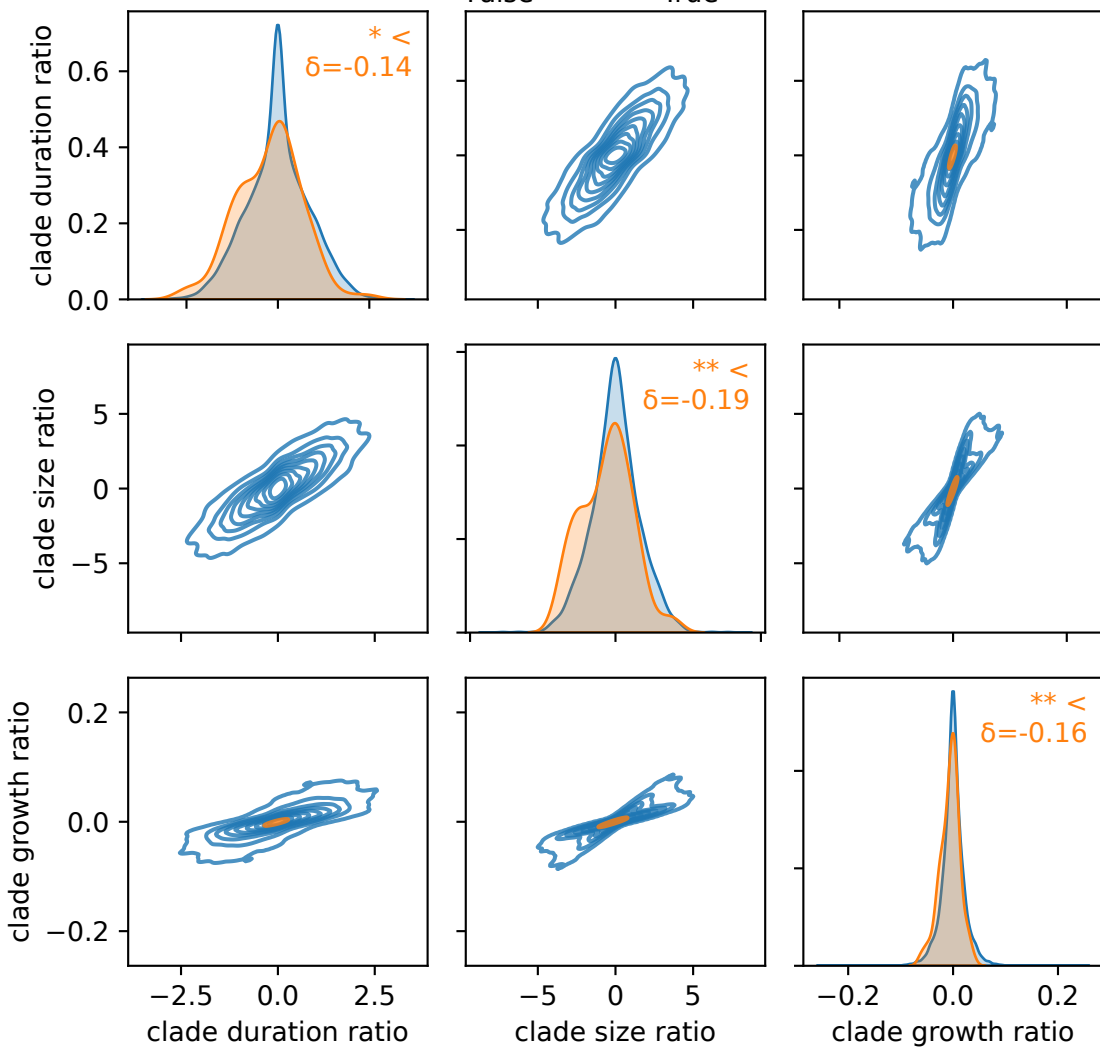 * <
δ=-0.14
clade duration ratio
0.6
0.4
0.2
0.0
** <
δ=-0.19
clade size ratio
5
0
−5
** <
δ=-0.16
clade growth ratio
0.2
0.0
−0.2
−2.5 0.0 2.5 −5 0 5 −0.2 0.0 0.2
clade duration ratio clade size ratio clade growth ratio